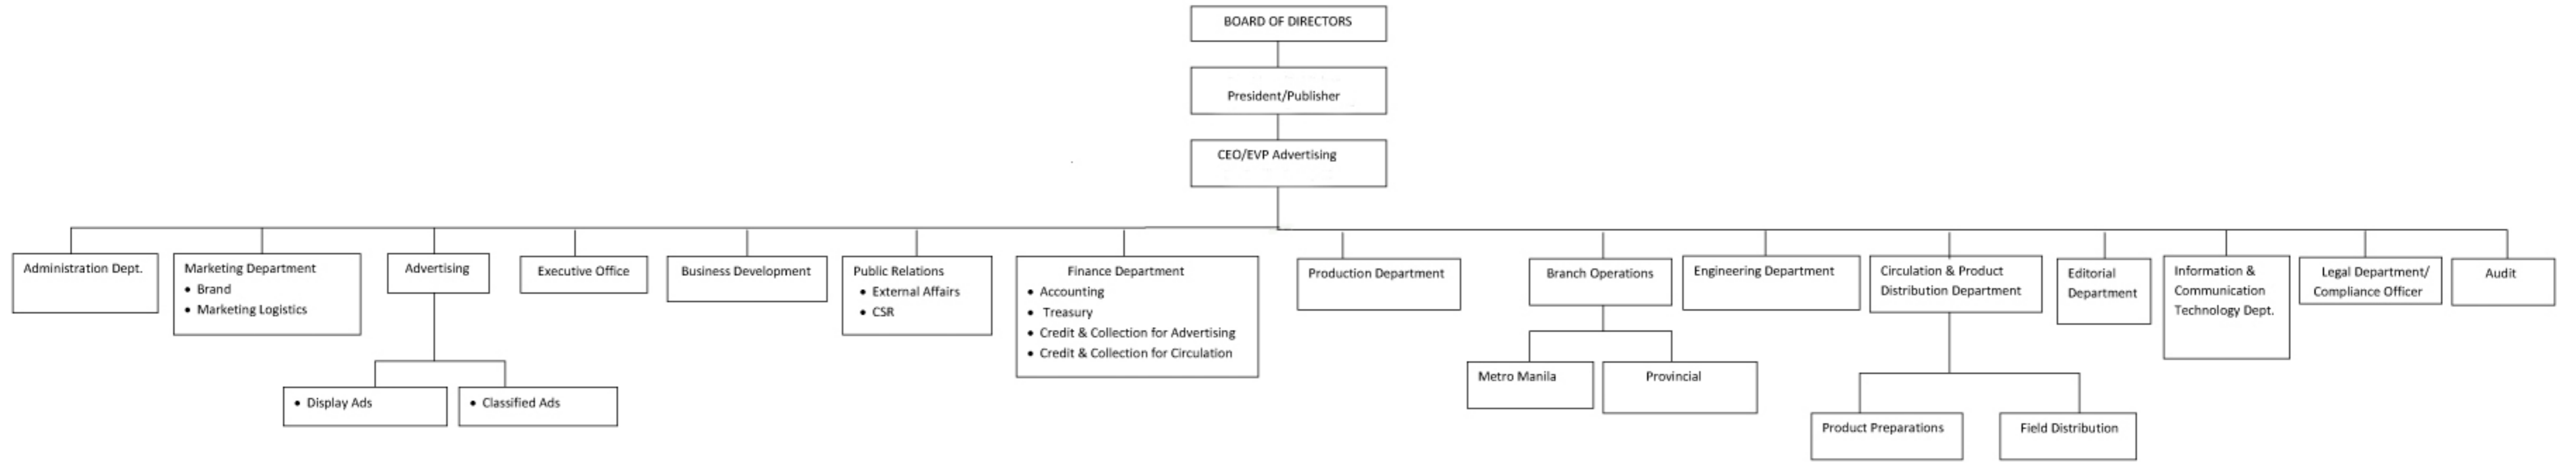 BOARD OF DIRECTORS
President/Publisher
CEO/EVP Advertising
Administration Dept.
Marketing Department
• Brand
• Marketing Logistics
Advertising
• Display Ads
• Classified Ads
Executive Office
Business Development
Public Relations
• External Affairs
• CSR
Finance Department
• Accounting
• Treasury
• Credit & Collection for Advertising
• Credit & Collection for Circulation
Production Department
Branch Operations
Metro Manila
Provincial
Engineering Department
Circulation & Product
Distribution Department
Product Preparations
Field Distribution
Editorial
Department
Information &
Communication
Technology Dept.
Legal Department/
Compliance Officer
Audit